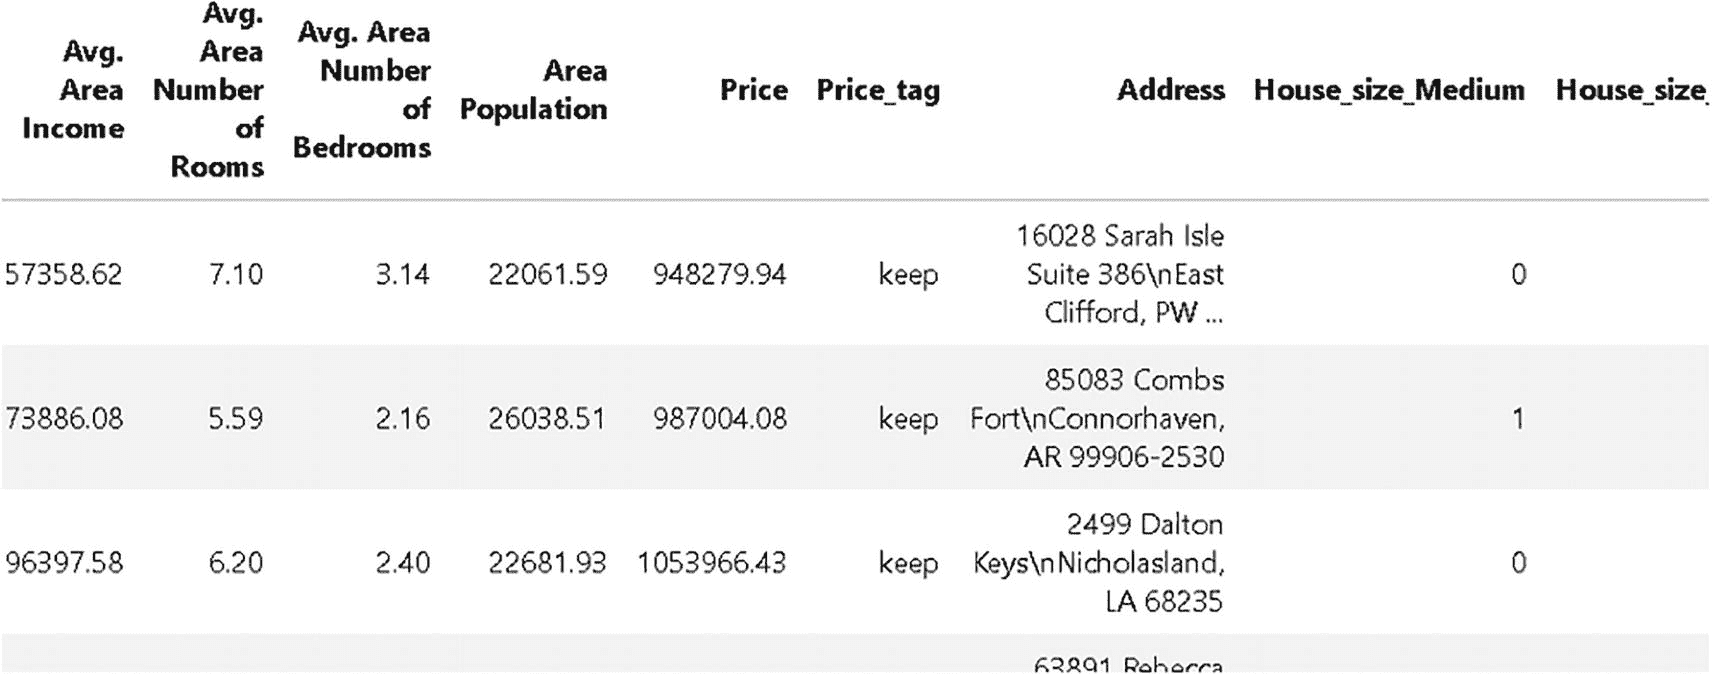 Avg. Area Income Avg. Area Number of Rooms Avg. Area Number of Bedrooms Area Population Price Price_tag Address House_size_Medium House_size_
57358.62 7.10 3.14 22061.59 948279.94 keep 16028 Sarah Isle Suite 386\nEast Clifford, PW ... 0
73886.08 5.59 2.16 26038.51 987004.08 keep 85083 Combs Fort\nConnorhaven, AR 99906-2530 1
96397.58 6.20 2.40 22681.93 1053966.43 keep 2499 Dalton Keys\nNicholasland, LA 68235 0
63891 Rebecca